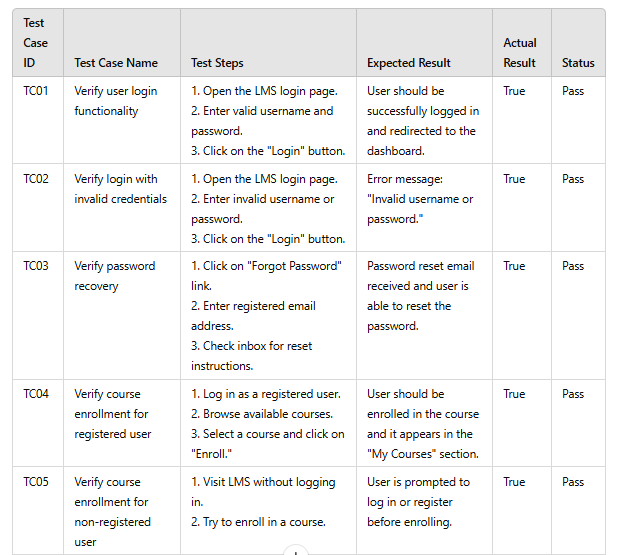 Test Case ID	Test Case Name	Test Steps	Expected Result	Actual Result	Status
TC01	Verify user login functionality	1. Open the LMS login page. 2. Enter valid username and password. 3. Click on the "Login" button.	User should be successfully logged in and redirected to the dashboard.	True	Pass
TC02	Verify login with invalid credentials	1. Open the LMS login page. 2. Enter invalid username or password. 3. Click on the "Login" button.	Error message: "Invalid username or password."	True	Pass
TC03	Verify password recovery	1. Click on "Forgot Password" link. 2. Enter registered email address. 3. Check inbox for reset instructions.	Password reset email received and user is able to reset the password.	True	Pass
TC04	Verify course enrollment for registered user	1. Log in as a registered user. 2. Browse available courses. 3. Select a course and click on "Enroll."	User should be enrolled in the course and it appears in the "My Courses" section.	True	Pass
TC05	Verify course enrollment for non-registered user	1. Visit LMS without logging in. 2. Try to enroll in a course.	User is prompted to log in or register before enrolling.	True	Pass